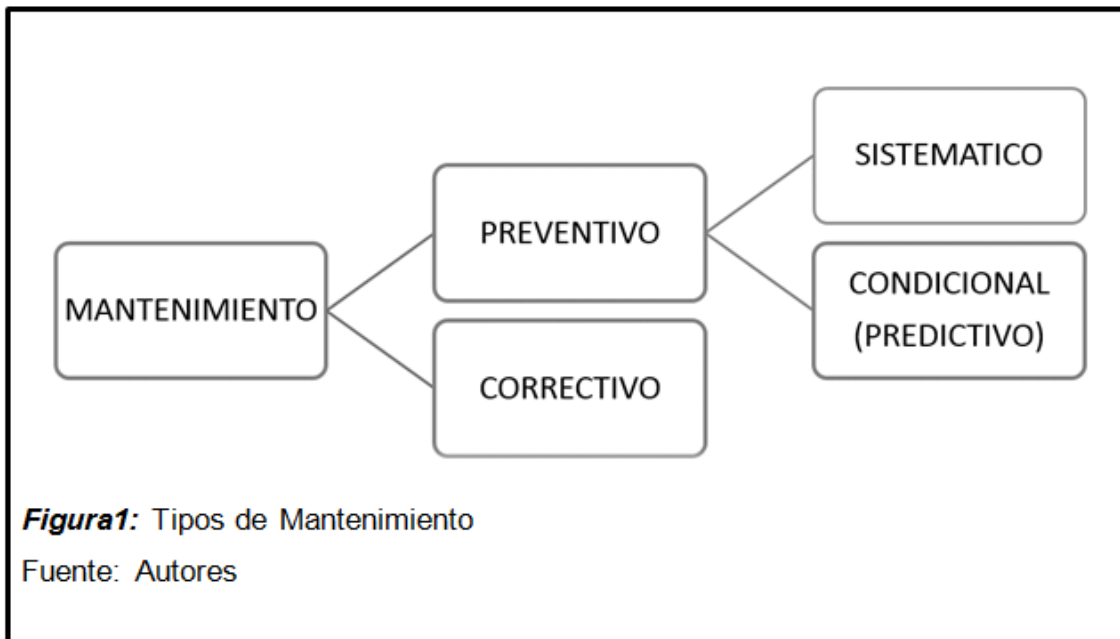 MANTENIMIENTO
PREVENTIVO
CORRECTIVO
SISTEMATICO
CONDICIONAL
(PREDICTIVO)
Figura1: Tipos de Mantenimiento
Fuente: Autores